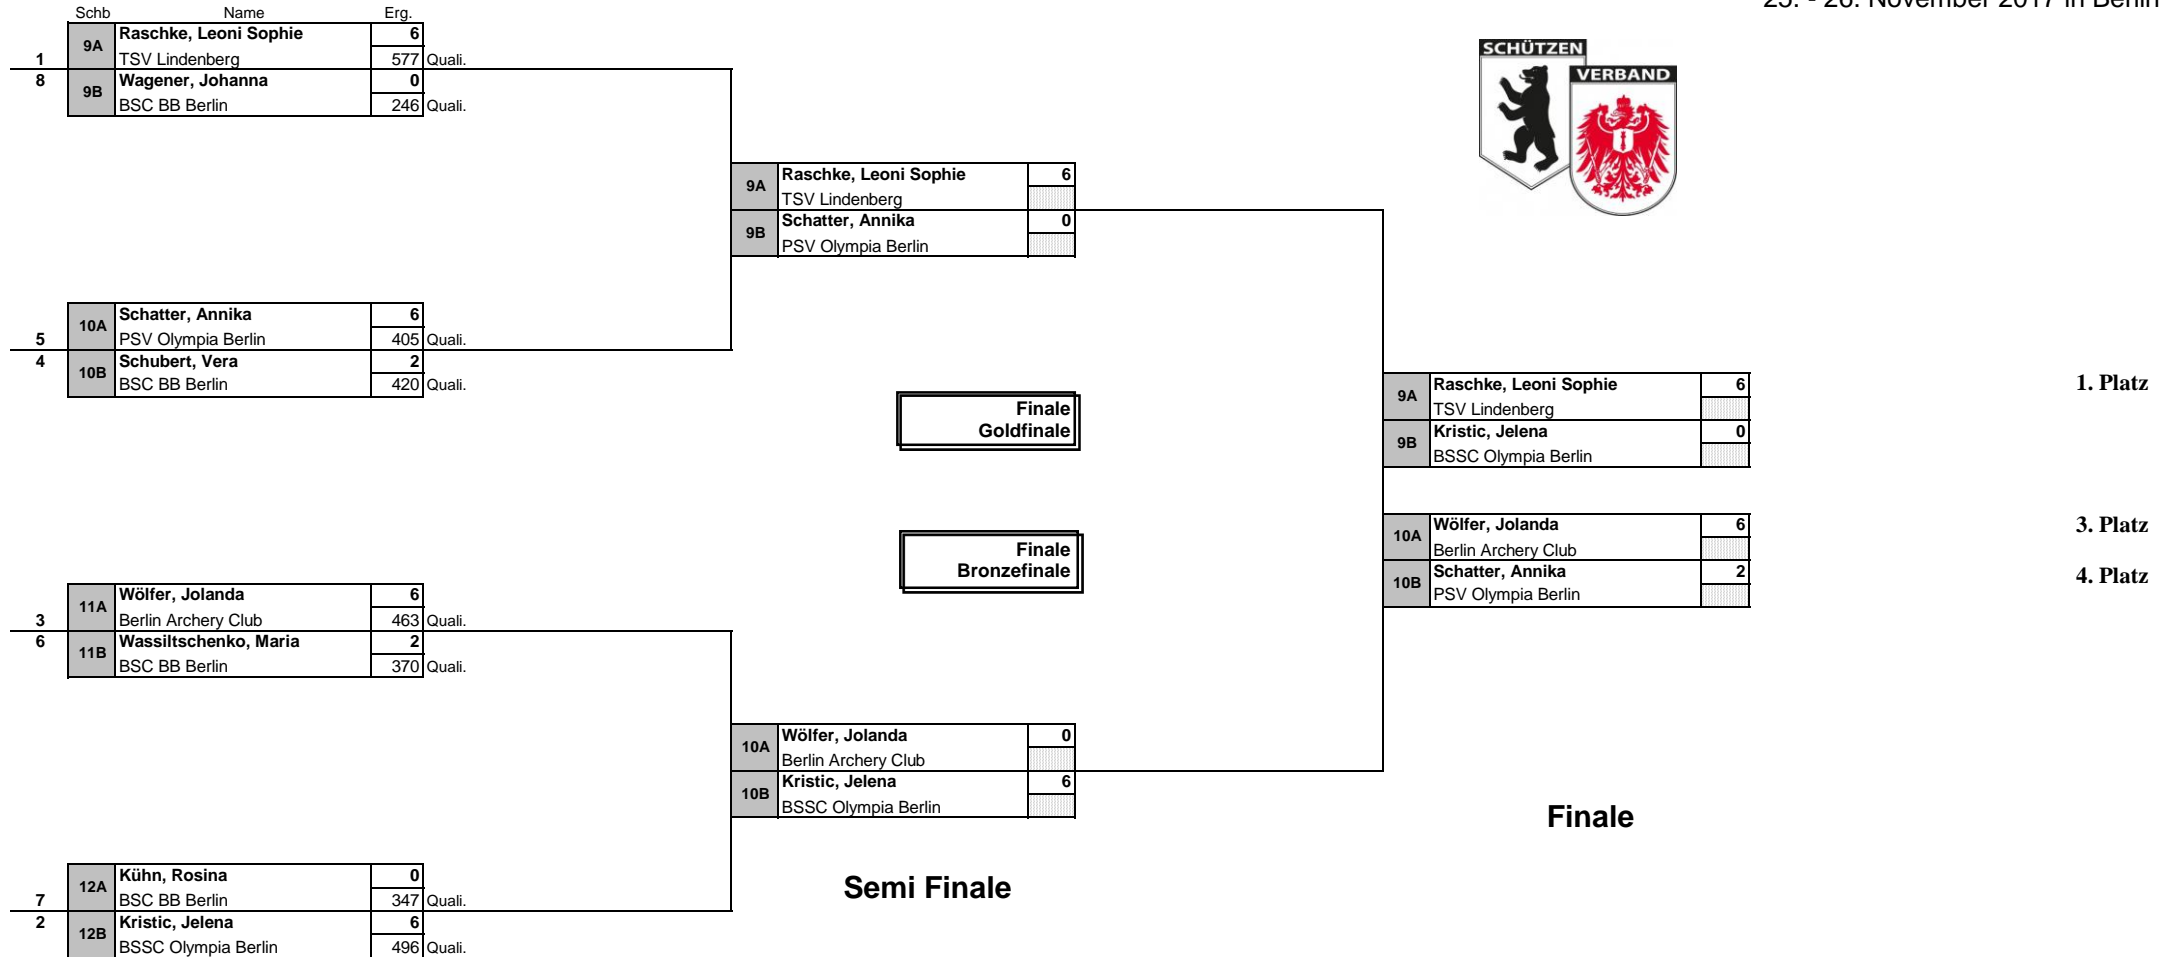 25. - 26. November 2017 in Berlin
Schb Name Erg.
9A Raschke, Leoni Sophie 6
1 TSV Lindenberg 577 Quali.
8 9B Wagener, Johanna 0
BSC BB Berlin 246 Quali.
SCHÜTZEN
VERBAND
9A Raschke, Leoni Sophie 6
TSV Lindenberg
9B Schatter, Annika 0
PSV Olympia Berlin
10A Schatter, Annika 6
5 PSV Olympia Berlin 405 Quali.
4 10B Schubert, Vera 2
BSC BB Berlin 420 Quali.
Finale
Goldfinale
9A Raschke, Leoni Sophie 6 1. Platz
TSV Lindenberg
9B Kristic, Jelena 0
BSSC Olympia Berlin
Finale
Bronzefinale
10A Wölfer, Jolanda 6 3. Platz
Berlin Archery Club
10B Schatter, Annika 2 4. Platz
PSV Olympia Berlin
11A Wölfer, Jolanda 6
3 Berlin Archery Club 463 Quali.
6 11B Wassiltschenko, Maria 2
BSC BB Berlin 370 Quali.
10A Wölfer, Jolanda 0
Berlin Archery Club
10B Kristic, Jelena 6
BSSC Olympia Berlin
Finale
Semi Finale
12A Kühn, Rosina 0
7 BSC BB Berlin 347 Quali.
2 12B Kristic, Jelena 6
BSSC Olympia Berlin 496 Quali.